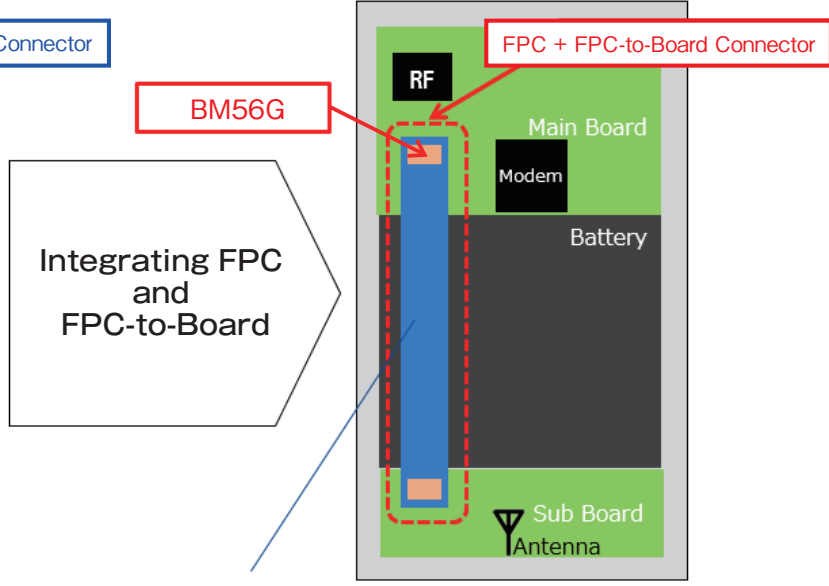 Connector
FPC + FPC-to-Board Connector
RF
BM56G
Main Board
Modem
Battery
Integrating FPC
and
FPC-to-Board
Sub Board
Antenna